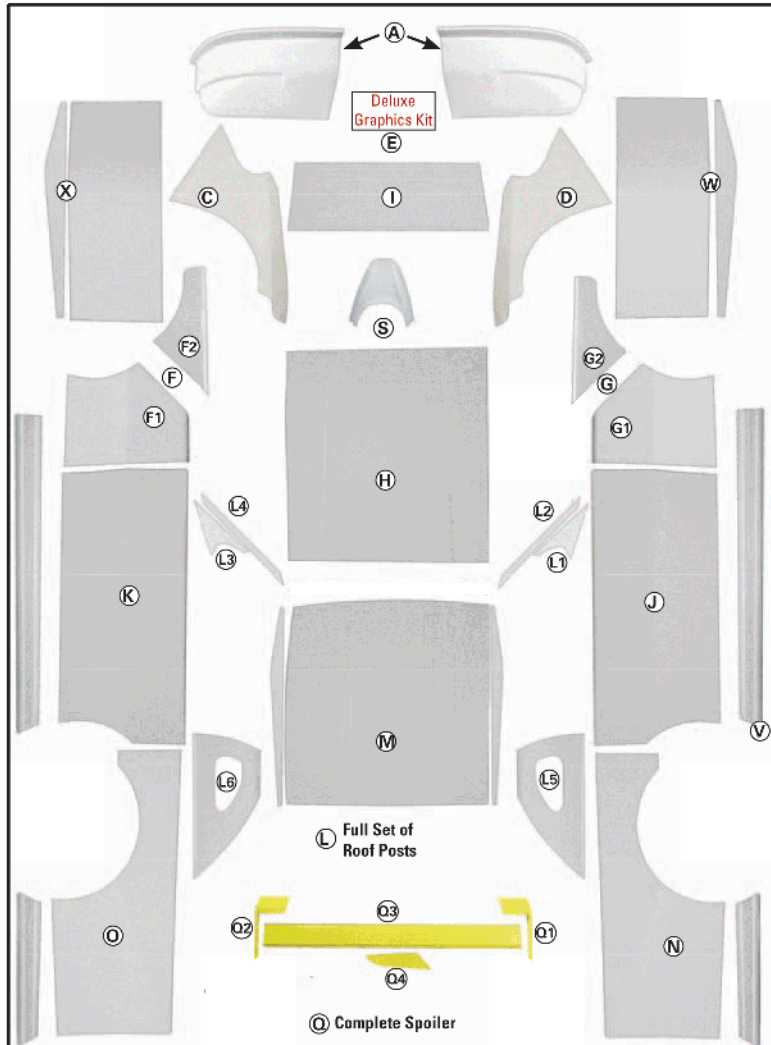 A
Deluxe
Graphics Kit
E
X
C
I
D
W
S
F2
G2
F
G
F1
G1
H
L4
L2
L3
L1
K
J
M
V
L6
L5
L Full Set of
Roof Posts
Q3
Q2
Q1
O
N
Q4
Q Complete Spoiler